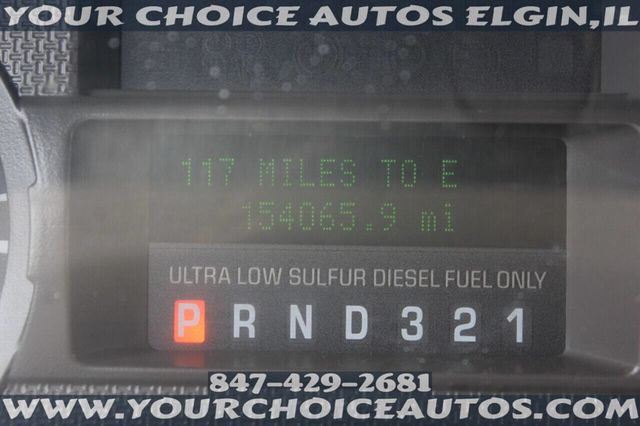 YOUR CHOICE AUTOS ELGIN,IL
117 MILES TO E
154065.9 mi
ULTRA LOW SULFUR DIESEL FUEL ONLY
P R N D 3 2 1
847-429-2681
WWW.YOURCHOICEAUTOS.COM